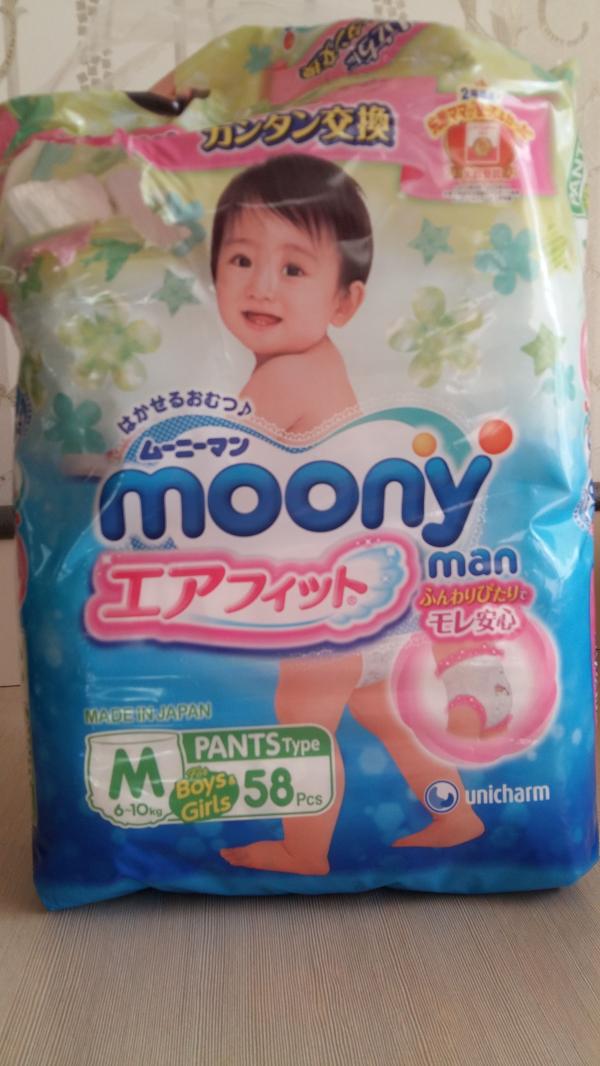 カンタン交換
はかせるおむつ♪
ムーニーマン
moony
man
エアフィット
ふんわりぴたりで
モレ安心
MADE IN JAPAN
M
6~10kg
PANTS Type
For Boys & Girls
58 Pcs
unicharm